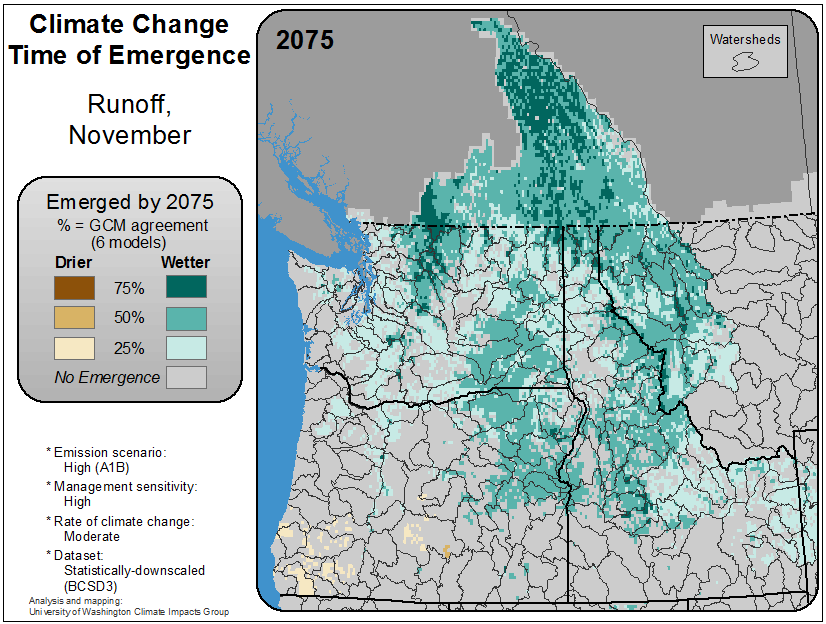 Climate Change
Time of Emergence
Runoff,
November
Emerged by 2075
% = GCM agreement
(6 models)
Drier Wetter
75%
50%
25%
No Emergence
* Emission scenario:
High (A1B)
* Management sensitivity:
High
* Rate of climate change:
Moderate
* Dataset:
Statistically-downscaled
(BCSD3)
Analysis and mapping:
University of Washington Climate Impacts Group
2075
Watersheds